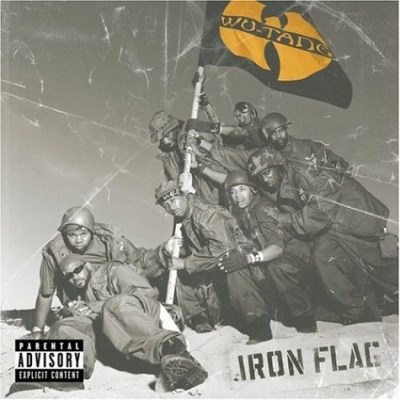 WU-TANG
IRON FLAG
PARENTAL
ADVISORY
EXPLICIT CONTENT